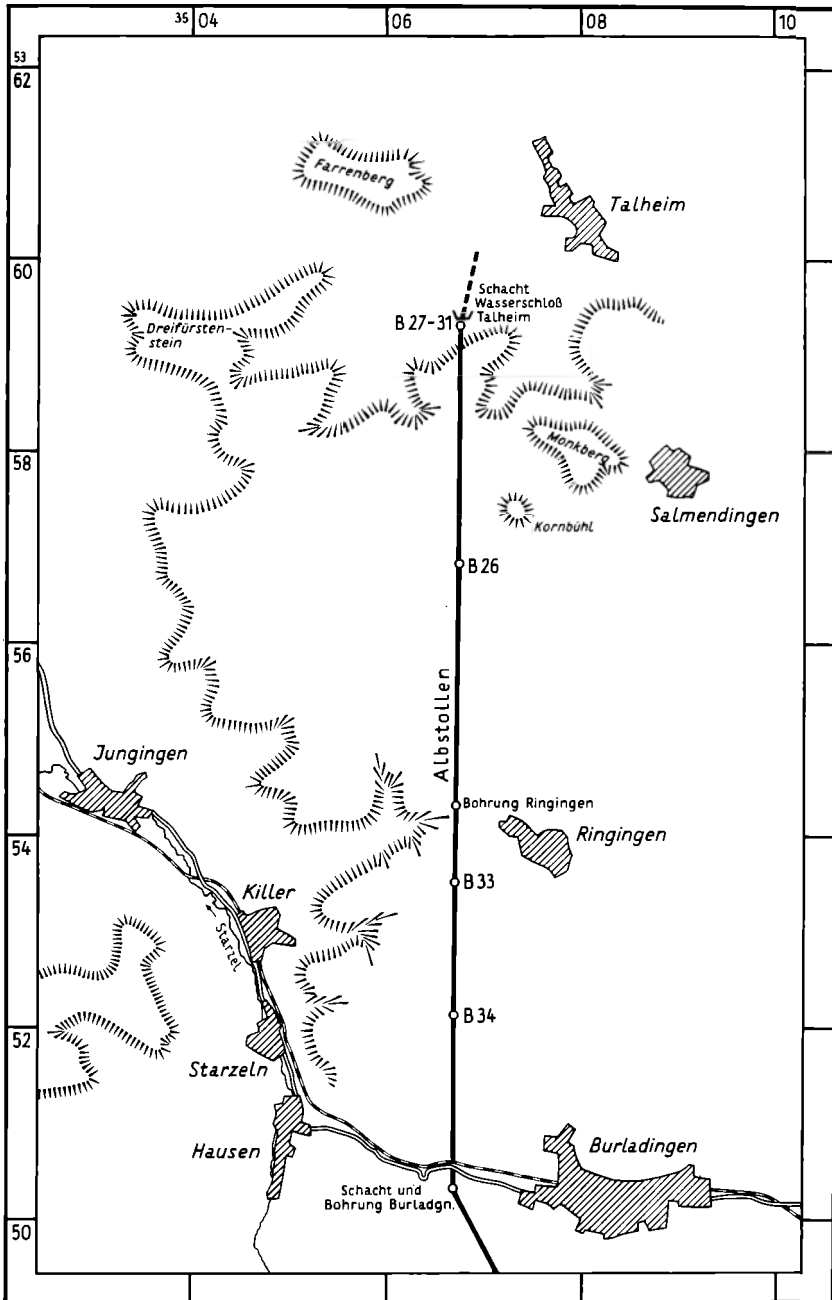 35 04
06
08
10
53
62
Farrenberg
Talheim
60
Schacht
Wasserschloß
Talheim
B 27-31
Dreifürsten-
stein
58
Monkberg
Salmendingen
Kornbühl
B 26
56
Albstollen
Jungingen
Bohrung Ringingen
54
Ringingen
B 33
Killer
Starzel
52
B 34
Starzeln
Hausen
Burladingen
Schacht und
Bohrung Burladgn.
50